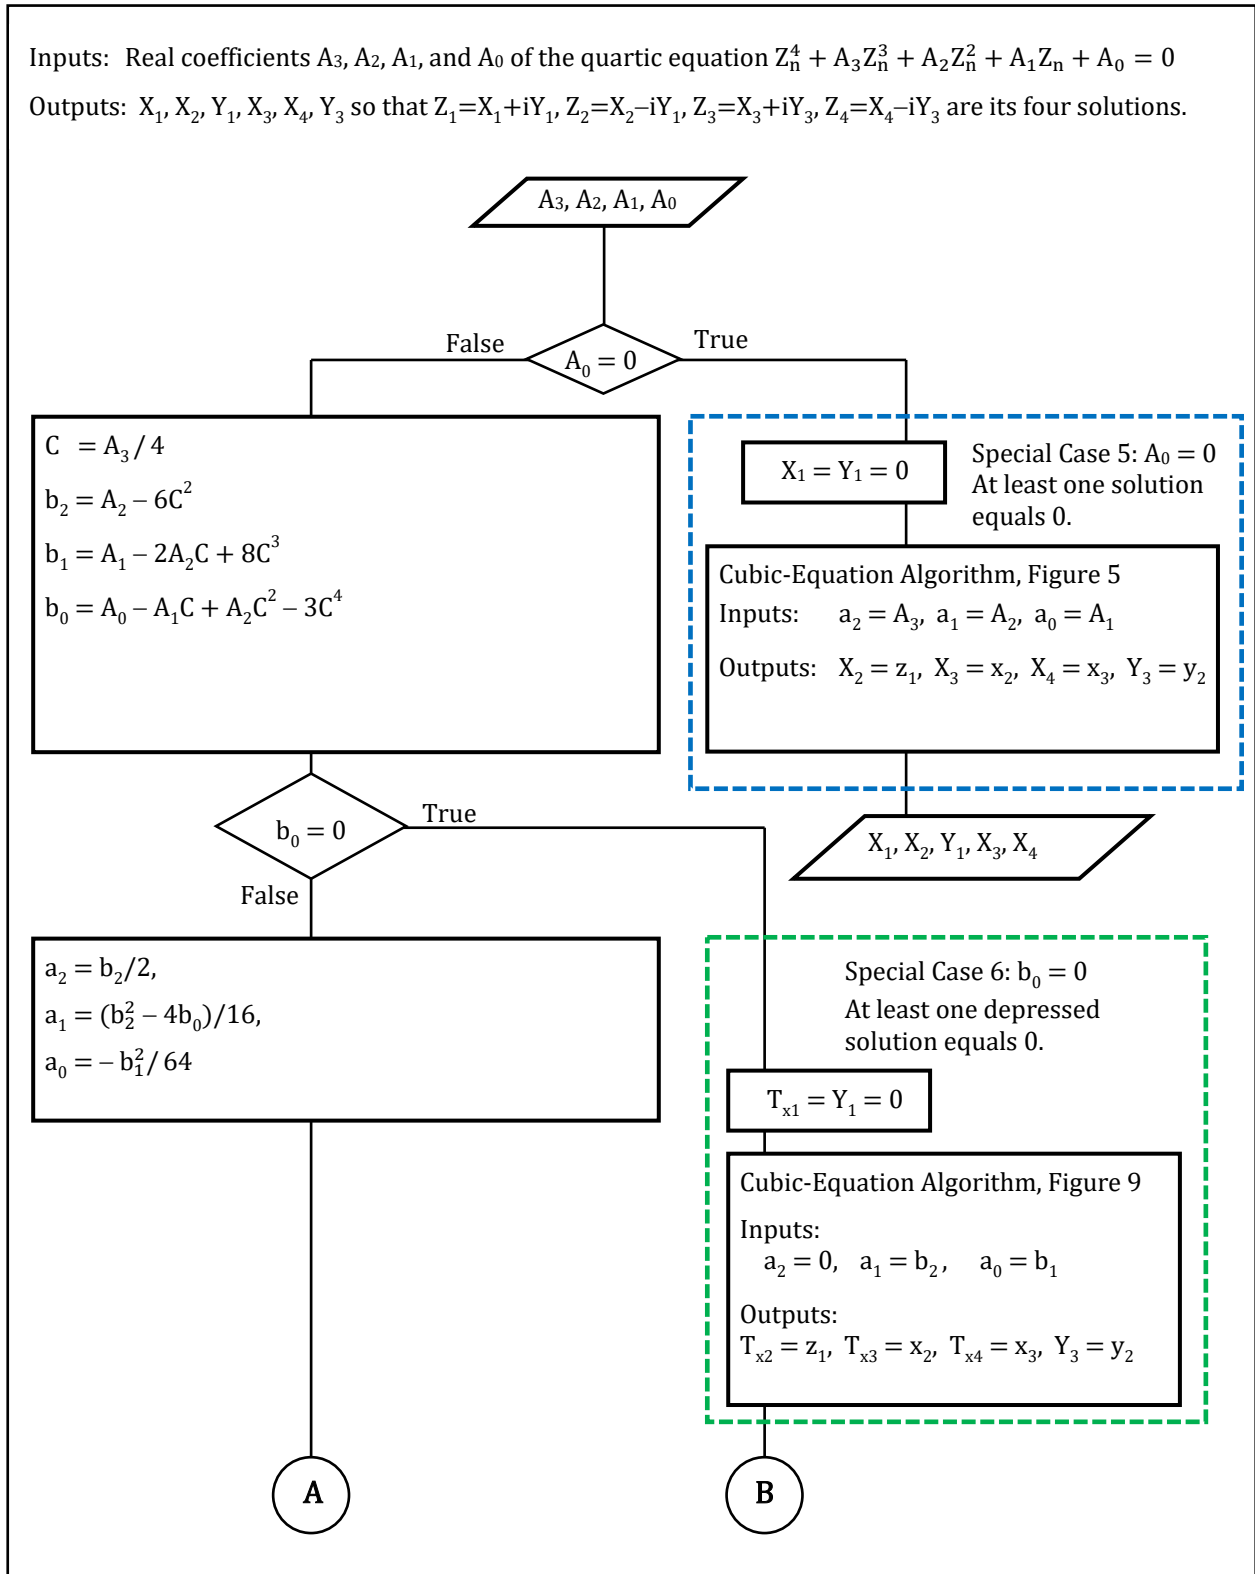 Inputs: Real coefficients A₃, A₂, A₁, and A₀ of the quartic equation Zₙ⁴ + A₃Zₙ³ + A₂Zₙ² + A₁Zₙ + A₀ = 0
Outputs: X₁, X₂, Y₁, X₃, X₄, Y₃ so that Z₁=X₁+iY₁, Z₂=X₂−iY₁, Z₃=X₃+iY₃, Z₄=X₄−iY₃ are its four solutions.
A₃, A₂, A₁, A₀
False
True
A₀ = 0
C = A₃ / 4
b₂ = A₂ – 6C²
b₁ = A₁ – 2A₂C + 8C³
b₀ = A₀ – A₁C + A₂C² – 3C⁴
X₁ = Y₁ = 0
Special Case 5: A₀ = 0
At least one solution
equals 0.
Cubic-Equation Algorithm, Figure 5
Inputs: a₂ = A₃, a₁ = A₂, a₀ = A₁
Outputs: X₂ = z₁, X₃ = x₂, X₄ = x₃, Y₃ = y₂
X₁, X₂, Y₁, X₃, X₄
b₀ = 0
True
False
a₂ = b₂/2,
a₁ = (b₂² − 4b₀)/16,
a₀ = – b₁²/ 64
Special Case 6: b₀ = 0
At least one depressed
solution equals 0.
Tₓ₁ = Y₁ = 0
Cubic-Equation Algorithm, Figure 9
Inputs:
a₂ = 0, a₁ = b₂ , a₀ = b₁
Outputs:
Tₓ₂ = z₁, Tₓ₃ = x₂, Tₓ₄ = x₃, Y₃ = y₂
A
B